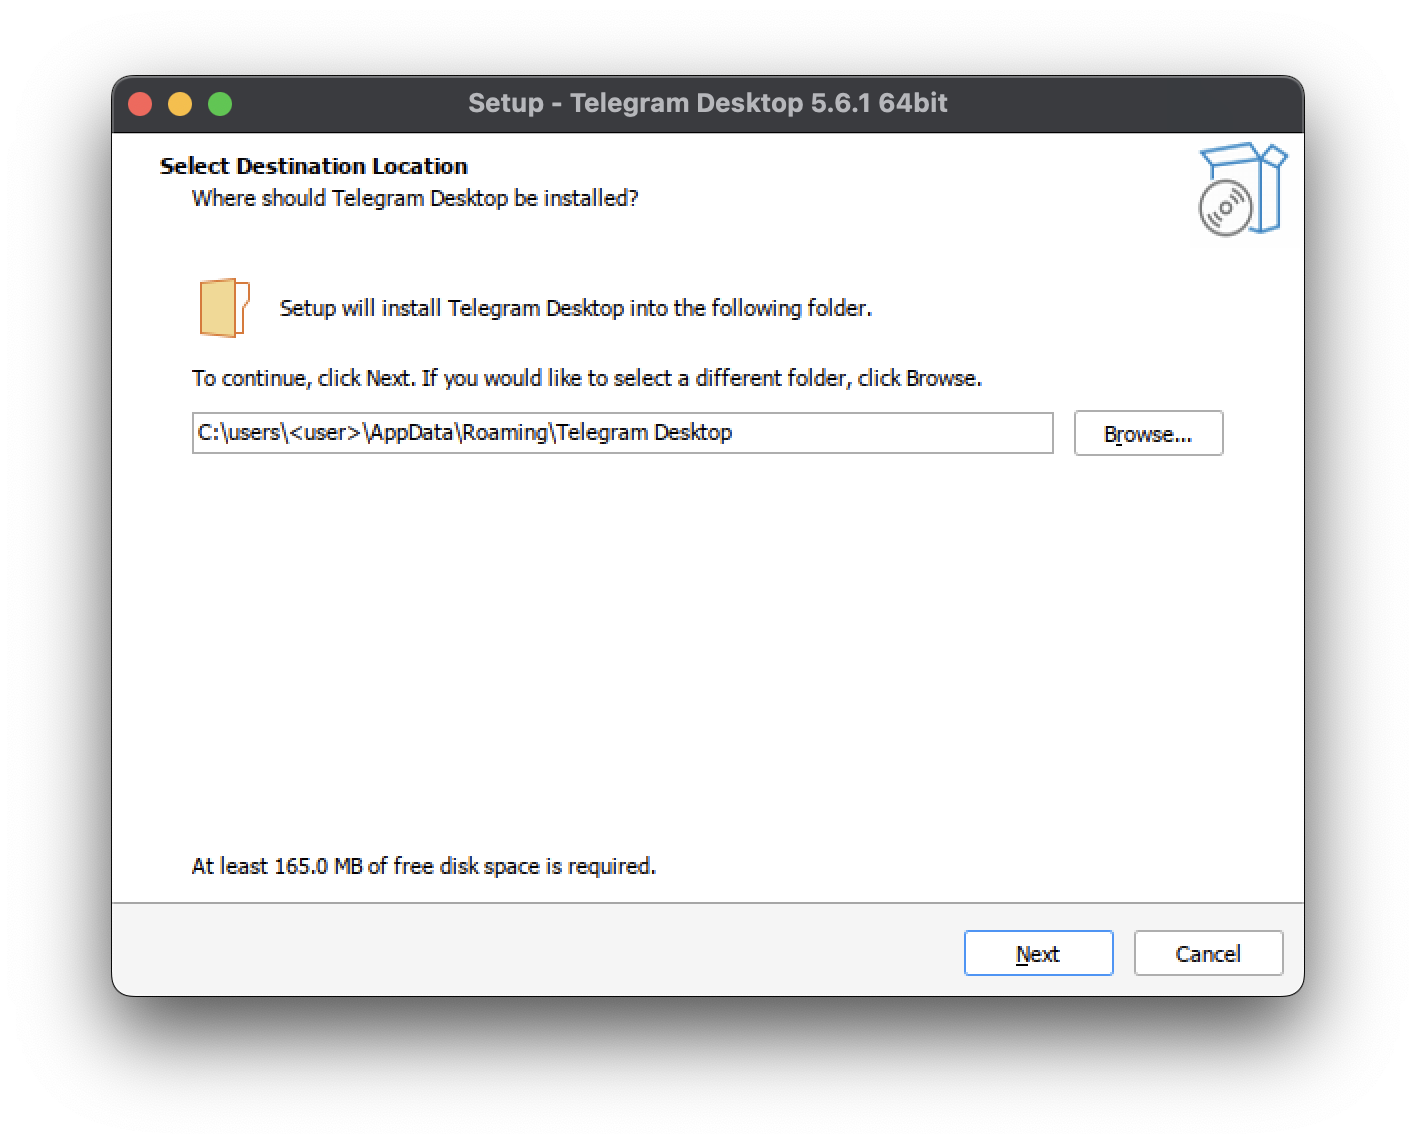 Setup - Telegram Desktop 5.6.1 64bit
Select Destination Location
Where should Telegram Desktop be installed?
Setup will install Telegram Desktop into the following folder.
To continue, click Next. If you would like to select a different folder, click Browse.
C:\users\<user>\AppData\Roaming\Telegram Desktop
Browse...
At least 165.0 MB of free disk space is required.
Next
Cancel